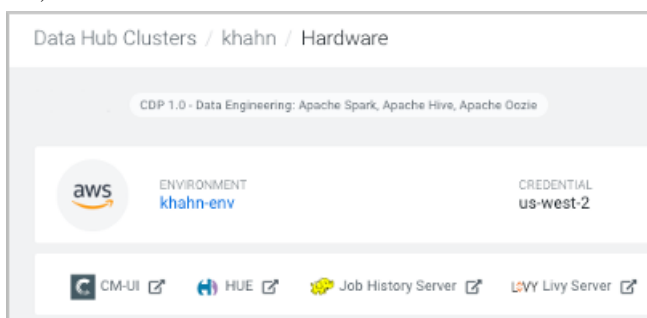 Data Hub Clusters / khahn / Hardware
CDP 1.0 - Data Engineering: Apache Spark, Apache Hive, Apache Oozie
aws
ENVIRONMENT
khahn-env
CREDENTIAL
us-west-2
C CM-UI HUE Job History Server LIVY Livy Server